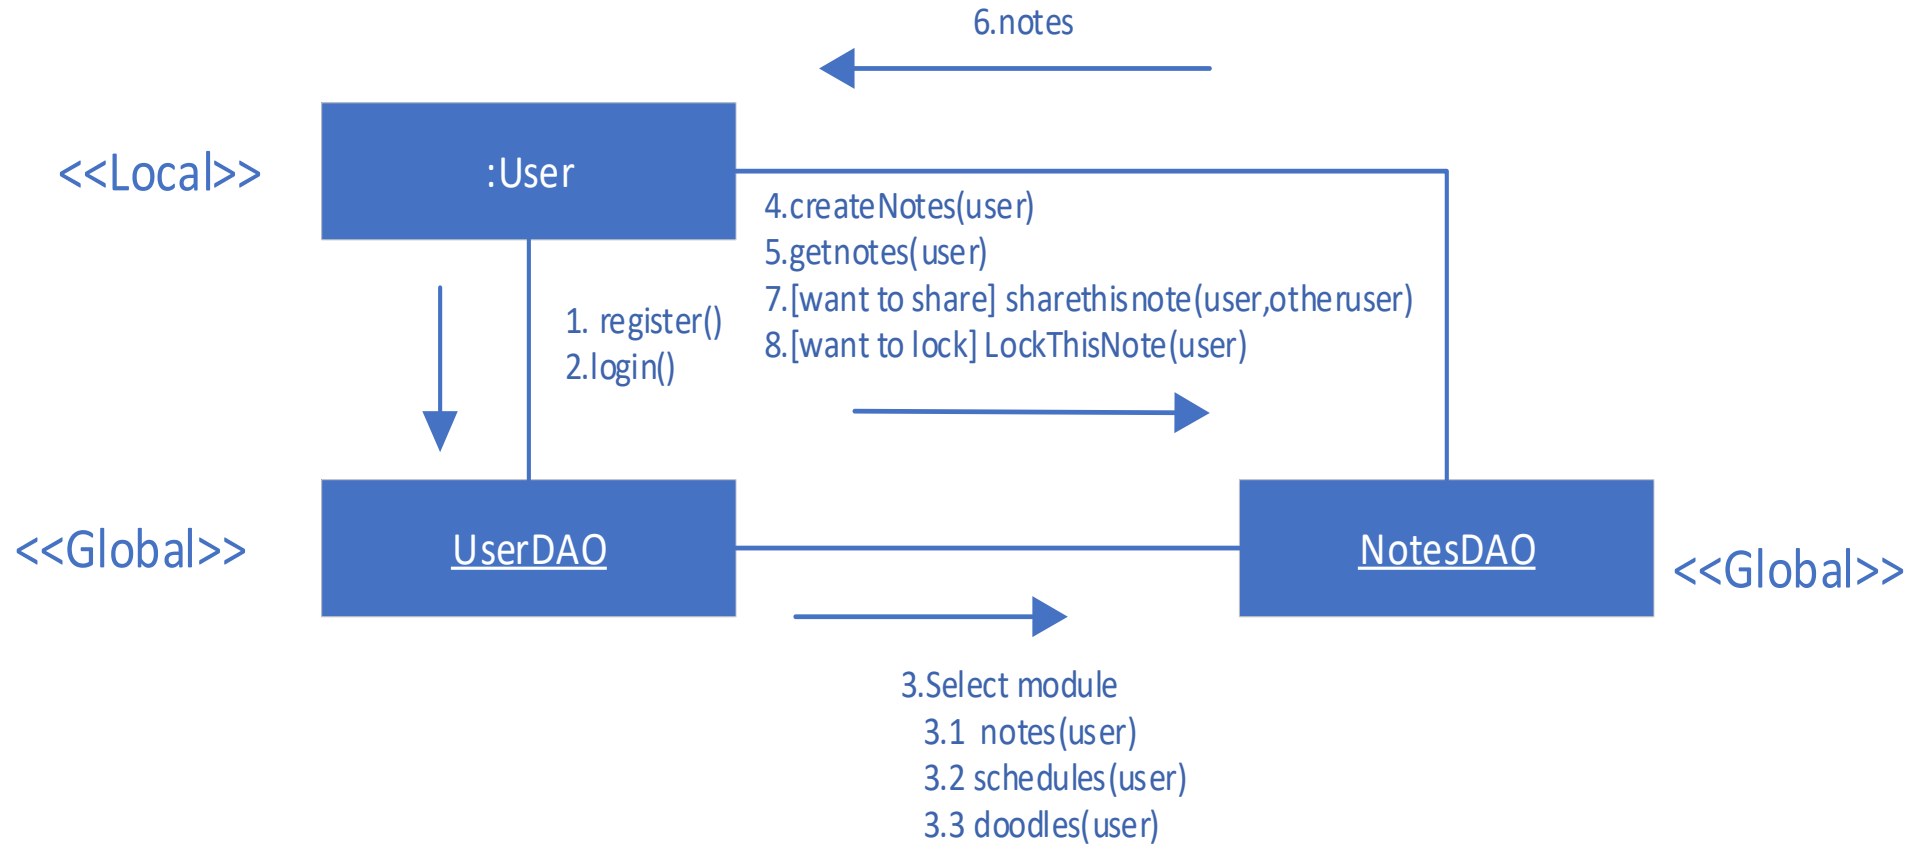 6.notes
<<Local>>
:User
4.createNotes(user)
5.getnotes(user)
7.[want to share] sharethisnote(user,otheruser)
8.[want to lock] LockThisNote(user)
1. register()
2.login()
<<Global>>
UserDAO
NotesDAO
<<Global>>
3.Select module
3.1 notes(user)
3.2 schedules(user)
3.3 doodles(user)